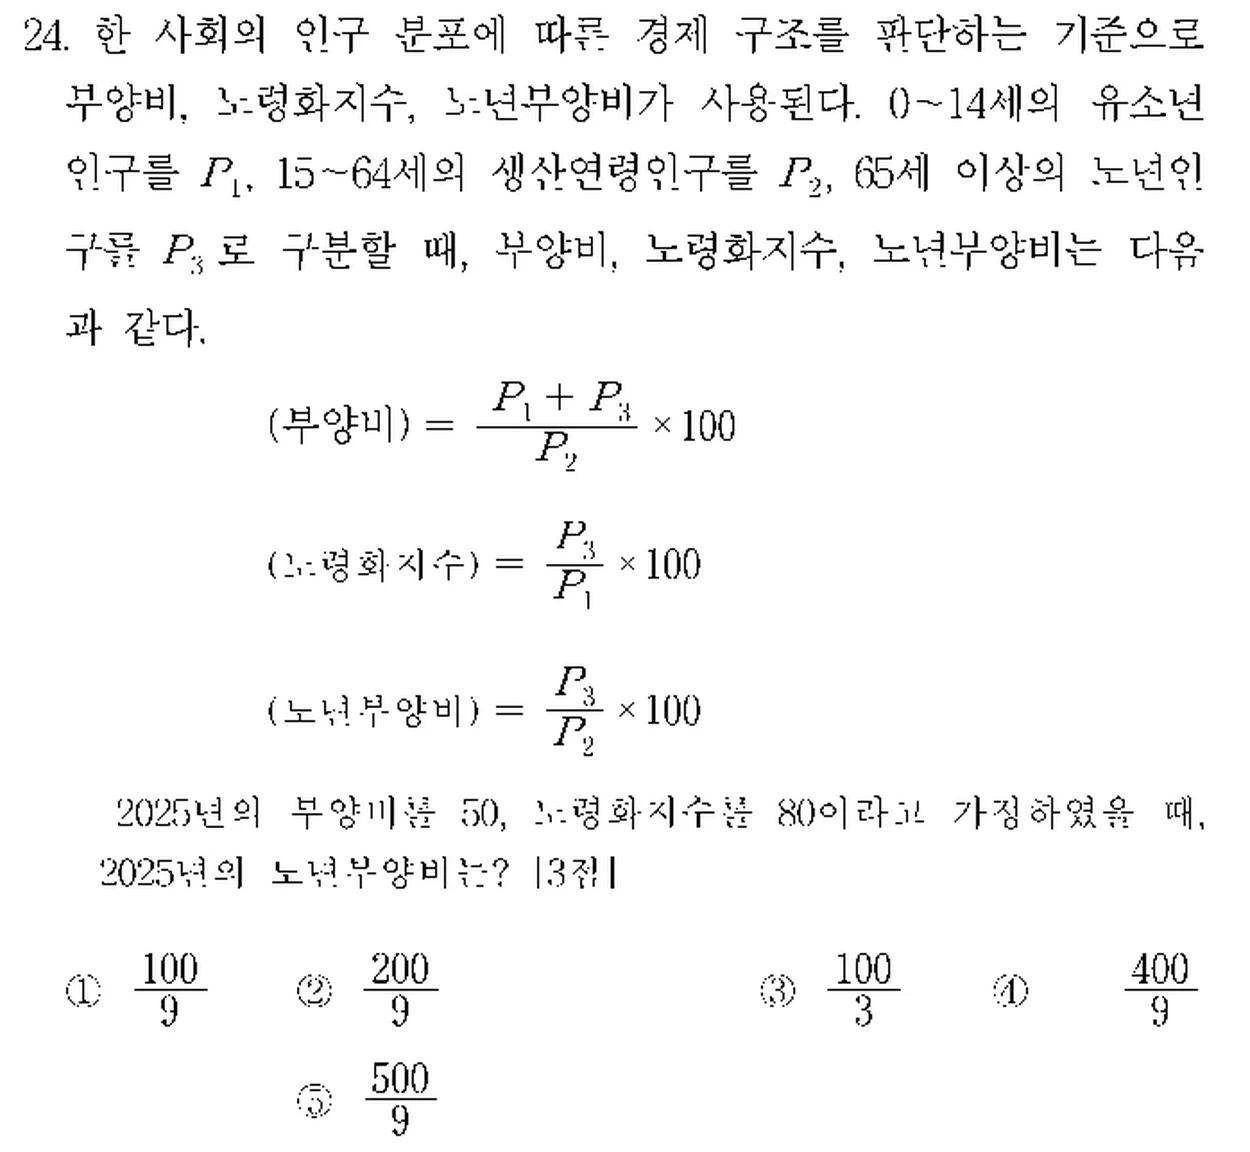 24. 한 사회의 인구 분포에 따른 경제 구조를 판단하는 기준으로
부양비, 노령화지수, 노년부양비가 사용된다. 0~14세의 유소년
인구를 P₁, 15~64세의 생산연령인구를 P₂, 65세 이상의 노년인
구를 P₃로 구분할 때, 부양비, 노령화지수, 노년부양비는 다음
과 같다.
(부양비) = (P₁ + P₃)/P₂ × 100
(노령화지수) = P₃/P₁ × 100
(노년부양비) = P₃/P₂ × 100
2025년의 부양비를 50, 노령화지수를 80이라고 가정하였을 때,
2025년의 노년부양비는? [3점]
① 100/9 ② 200/9 ③ 100/3 ④ 400/9
⑤ 500/9